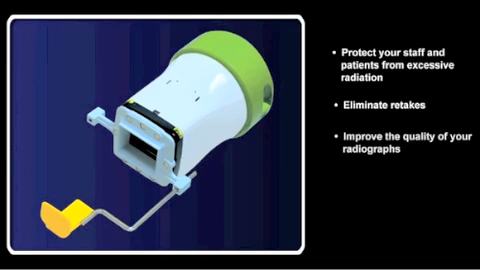 • Protect your staff and
patients from excessive
radiation
• Eliminate retakes
• Improve the quality of your
radiographs